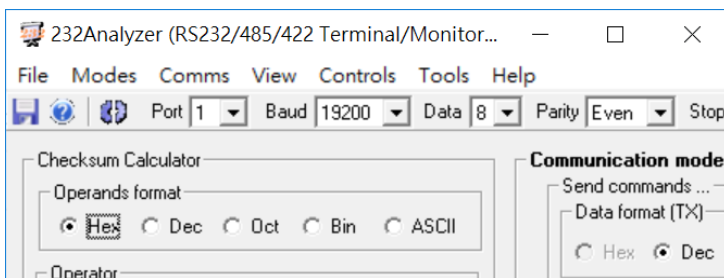 232Analyzer (RS232/485/422 Terminal/Monitor...
File Modes Comms View Controls Tools Help
Port 1 Baud 19200 Data 8 Parity Even Stop
Checksum Calculator
Operands format
Hex Dec Oct Bin ASCII
Operator
Communication mode
Send commands ...
Data format (TX)
Hex Dec